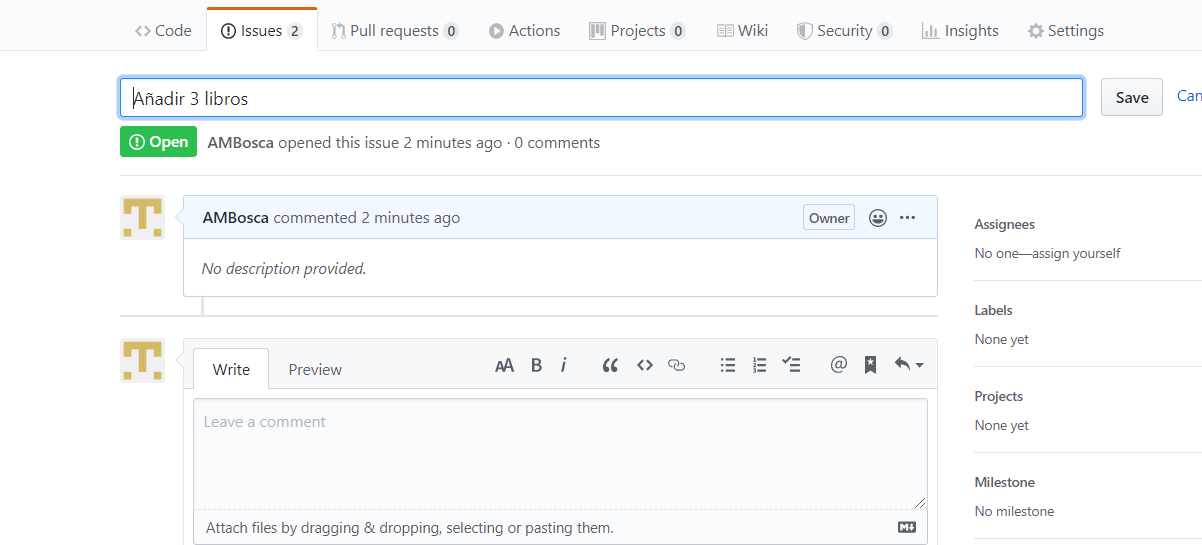 Code Issues 2 Pull requests 0 Actions Projects 0 Wiki Security 0 Insights Settings
Añadir 3 libros Save Can
Open AMBosca opened this issue 2 minutes ago · 0 comments
AMBosca commented 2 minutes ago Owner
No description provided.
Assignees
No one—assign yourself
Labels
None yet
Write Preview
Leave a comment
Projects
None yet
Milestone
No milestone
Attach files by dragging & dropping, selecting or pasting them.